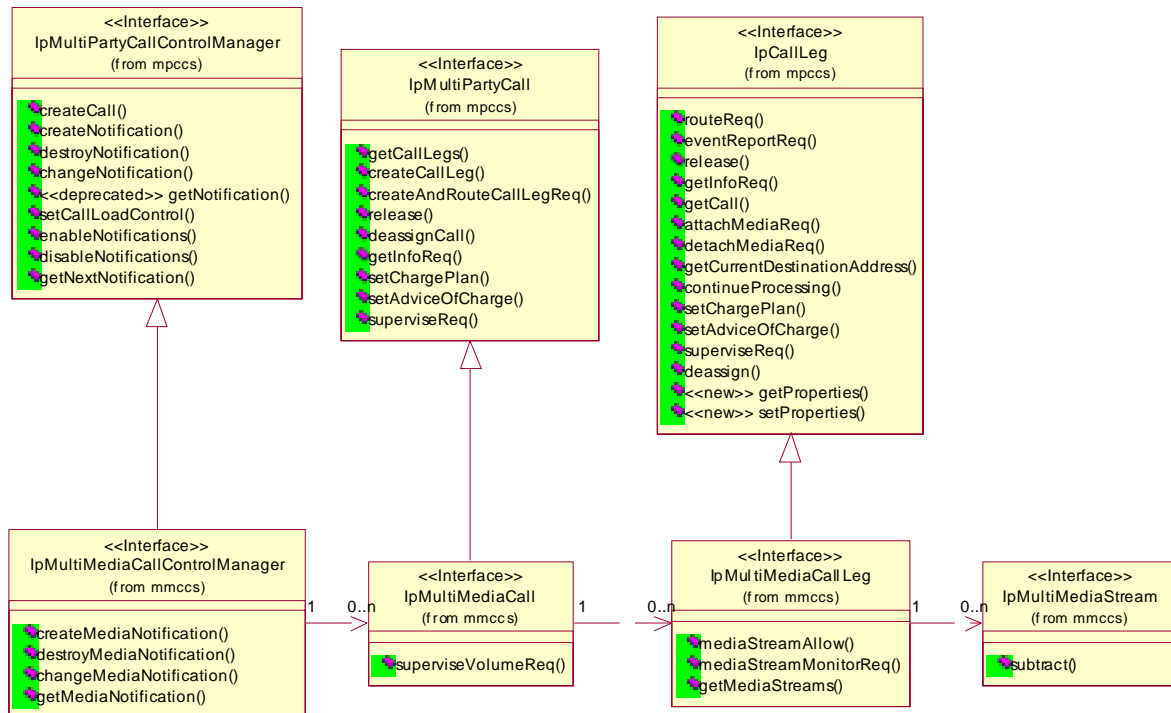 <<Interface>>
IpMultiPartyCallControlManager
(from mpccs)
createCall()
createNotification()
destroyNotification()
changeNotification()
<<deprecated>> getNotification()
setCallLoadControl()
enableNotifications()
disableNotifications()
getNextNotification()
<<Interface>>
IpMultiPartyCall
(from mpccs)
getCallLegs()
createCallLeg()
createAndRouteCallLegReq()
release()
deassignCall()
getInfoReq()
setChargePlan()
setAdviceOfCharge()
superviseReq()
<<Interface>>
IpCallLeg
(from mpccs)
routeReq()
eventReportReq()
release()
getInfoReq()
getCall()
attachMediaReq()
detachMediaReq()
getCurrentDestinationAddress()
continueProcessing()
setChargePlan()
setAdviceOfCharge()
superviseReq()
deassign()
<<new>> getProperties()
<<new>> setProperties()
<<Interface>>
IpMultiMediaCallControlManager
(from mmccs)
createMediaNotification()
destroyMediaNotification()
changeMediaNotification()
getMediaNotification()
1
0..n
<<Interface>>
IpMultiMediaCall
(from mmccs)
superviseVolumeReq()
1
0..n
<<Interface>>
IpMultiMediaCallLeg
(from mmccs)
mediaStreamAllow()
mediaStreamMonitorReq()
getMediaStreams()
1
0..n
<<Interface>>
IpMultiMediaStream
(from mmccs)
subtract()